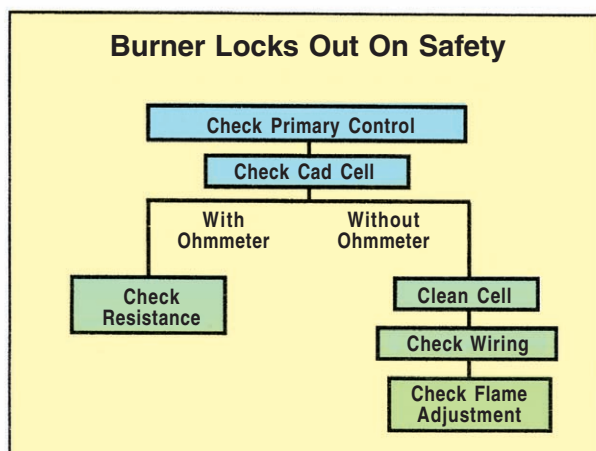 Burner Locks Out On Safety
Check Primary Control
Check Cad Cell
With
Ohmmeter
Without
Ohmmeter
Check
Resistance
Clean Cell
Check Wiring
Check Flame
Adjustment